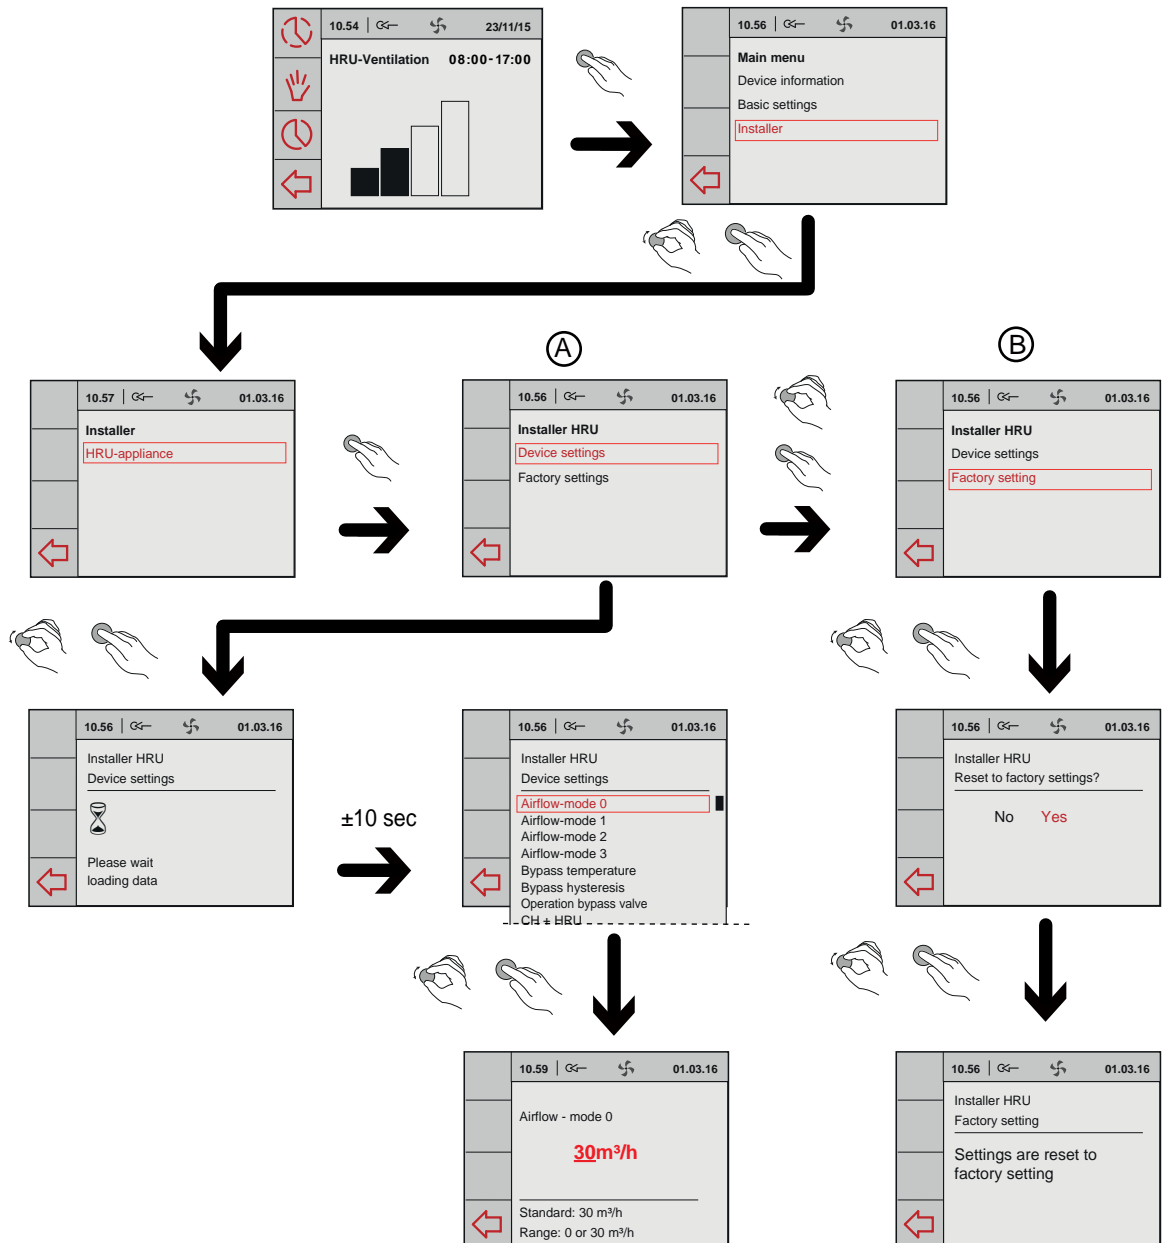 10.54
23/11/15
HRU-Ventilation 08:00-17:00
10.56
01.03.16
Main menu
Device information
Basic settings
Installer
A
B
10.57
01.03.16
Installer
HRU-appliance
10.56
01.03.16
Installer HRU
Device settings
Factory settings
10.56
01.03.16
Installer HRU
Device settings
Factory setting
10.56
01.03.16
Installer HRU
Device settings
Please wait
loading data
±10 sec
10.56
01.03.16
Installer HRU
Device settings
Airflow-mode 0
Airflow-mode 1
Airflow-mode 2
Airflow-mode 3
Bypass temperature
Bypass hysteresis
Operation bypass valve
CH + HRU
10.56
01.03.16
Installer HRU
Reset to factory settings?
No Yes
10.59
01.03.16
Airflow - mode 0
30m³/h
Standard: 30 m³/h
Range: 0 or 30 m³/h
10.56
01.03.16
Installer HRU
Factory setting
Settings are reset to
factory setting